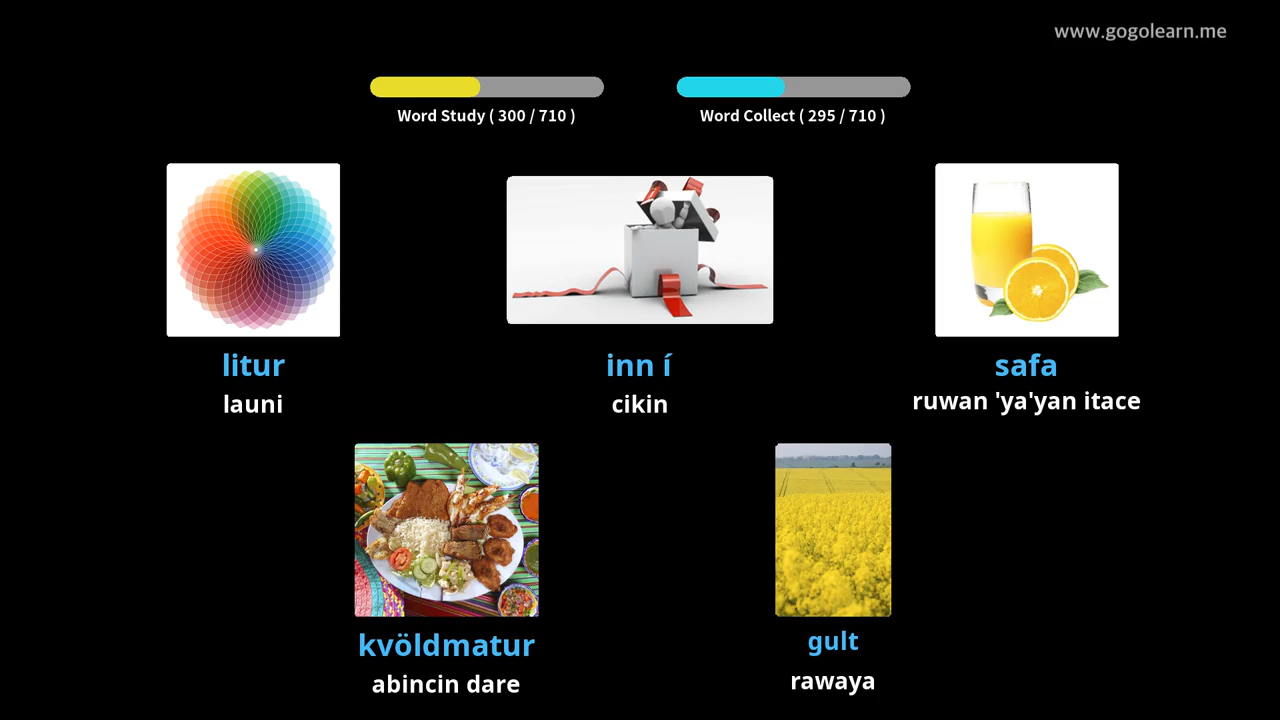 www.gogolearn.me
Word Study ( 300 / 710 )
Word Collect ( 295 / 710 )
litur
launi
inn í
cikin
safa
ruwan 'ya'yan itace
kvöldmatur
abincin dare
gult
rawaya